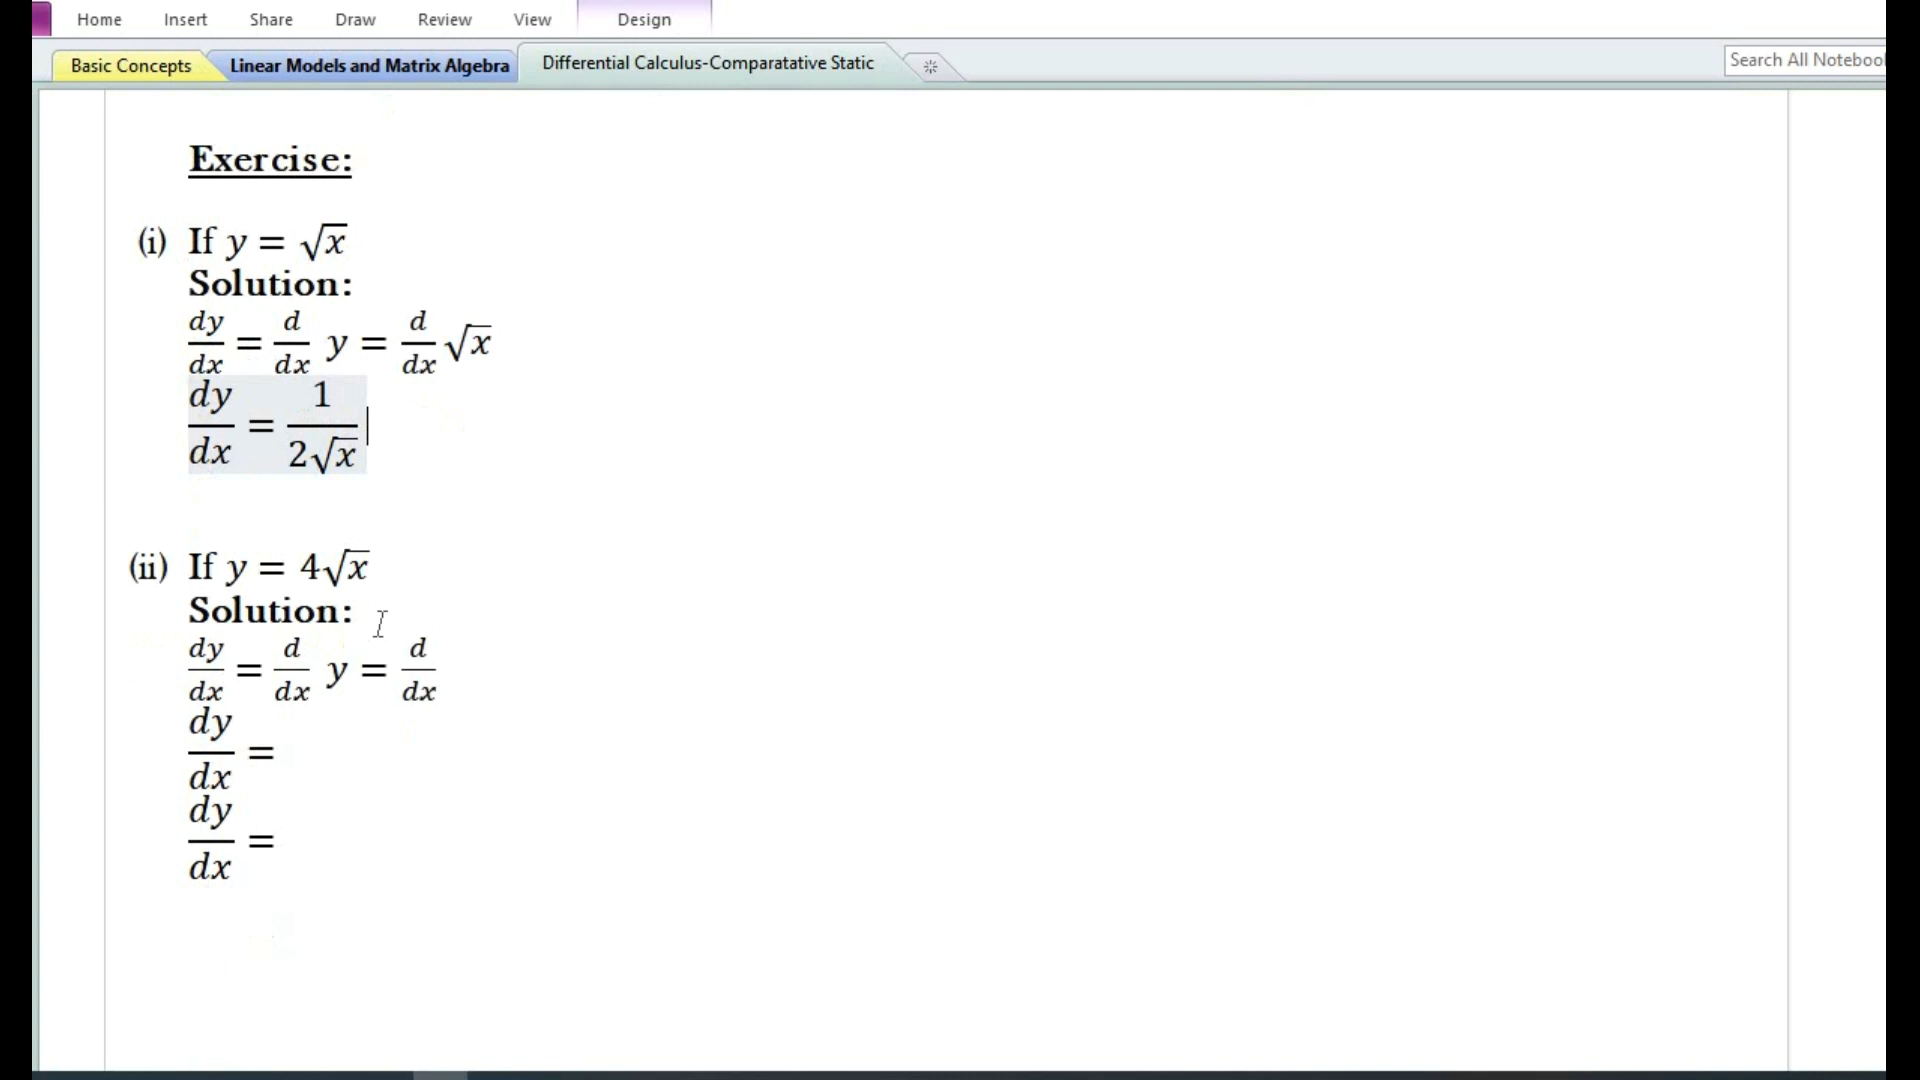 Home Insert Share Draw Review View Design
Basic Concepts Linear Models and Matrix Algebra Differential Calculus-Comparatative Static Search All Notebool
Exercise:
(i) If y = √x
Solution:
dy/dx = d/dx y = d/dx √x
dy/dx = 1/2√x
(ii) If y = 4√x
Solution:
dy/dx = d/dx y = d/dx
dy/dx =
dy/dx =